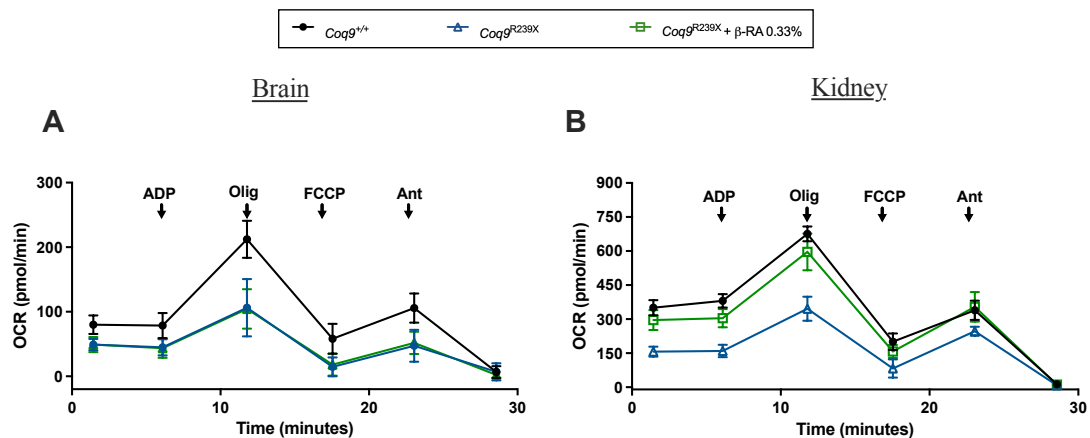 Coq9+/+ Coq9R239X Coq9R239X + β-RA 0.33%
Brain Kidney
A B
300
200
100
0
OCR (pmol/min)
ADP Olig FCCP Ant
0 10 20 30
Time (minutes)
900
750
600
450
300
150
0
OCR (pmol/min)
ADP Olig FCCP Ant
0 10 20 30
Time (minutes)